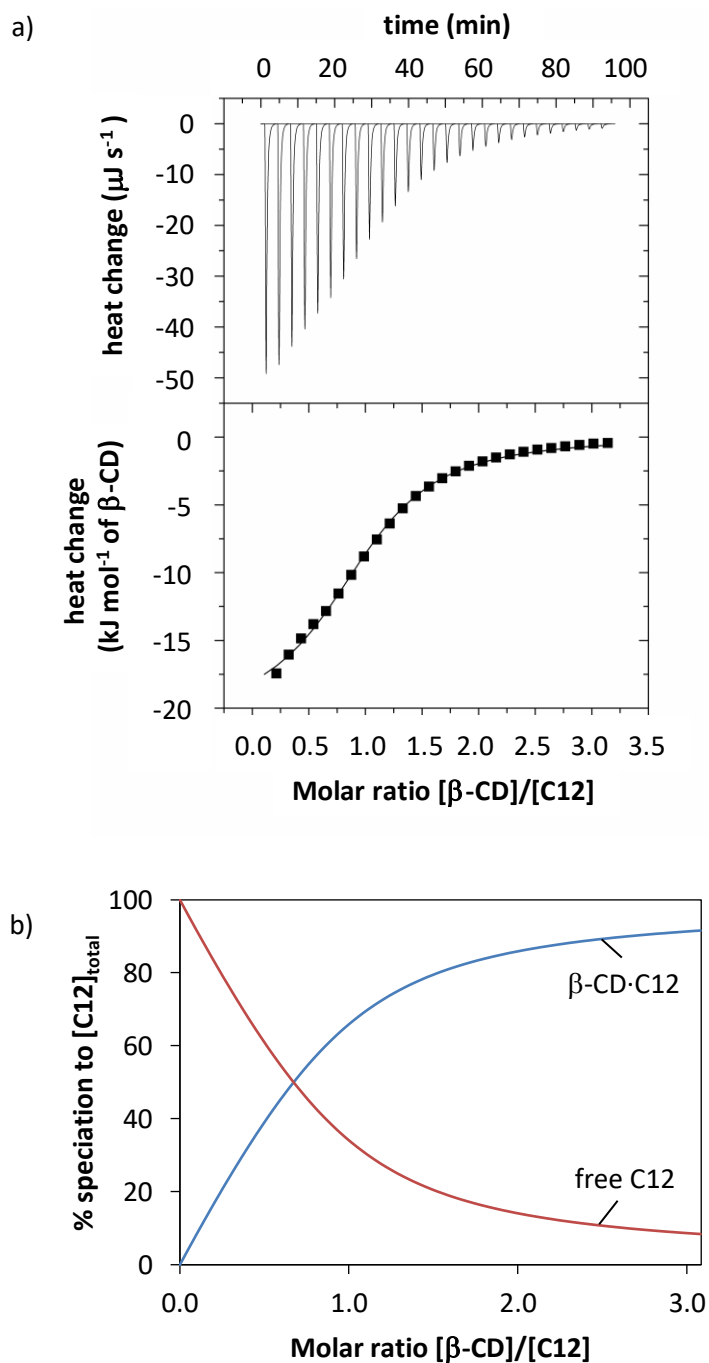 a)
time (min)
0 20 40 60 80 100
heat change (µJ s⁻¹)
0
-10
-20
-30
-40
-50
heat change
(kJ mol⁻¹ of β-CD)
0
-5
-10
-15
-20
0.0 0.5 1.0 1.5 2.0 2.5 3.0 3.5
Molar ratio [β-CD]/[C12]
b)
% speciation to [C12]total
100
80
60
40
20
0
β-CD·C12
free C12
0.0 1.0 2.0 3.0
Molar ratio [β-CD]/[C12]